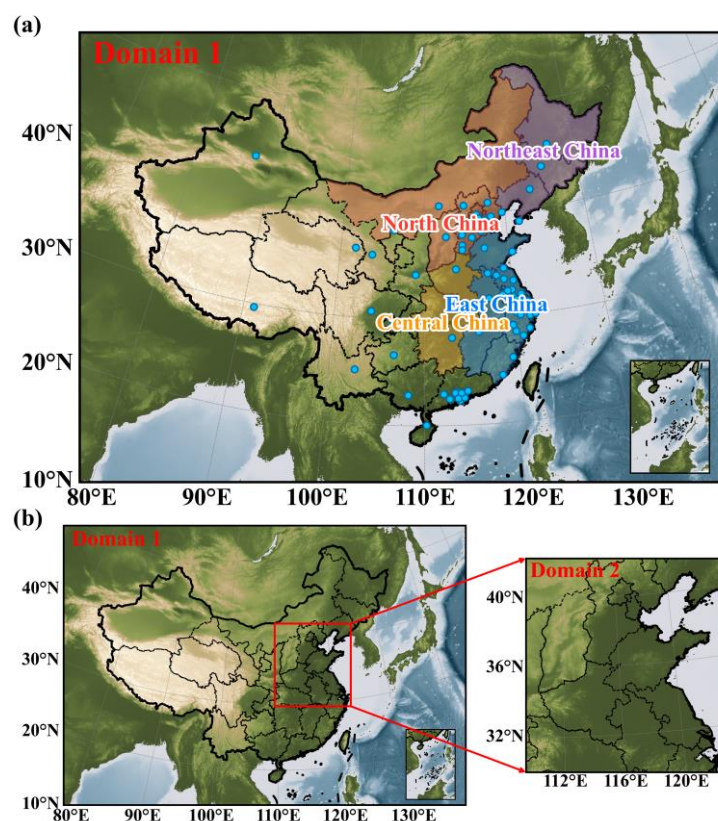 (a)
Domain 1
40°N
30°N
20°N
10°N
80°E 90°E 100°E 110°E 120°E 130°E
Northeast China
North China
East China
Central China
(b)
Domain 1
40°N
30°N
20°N
10°N
80°E 90°E 100°E 110°E 120°E 130°E
Domain 2
40°N
36°N
32°N
112°E 116°E 120°E